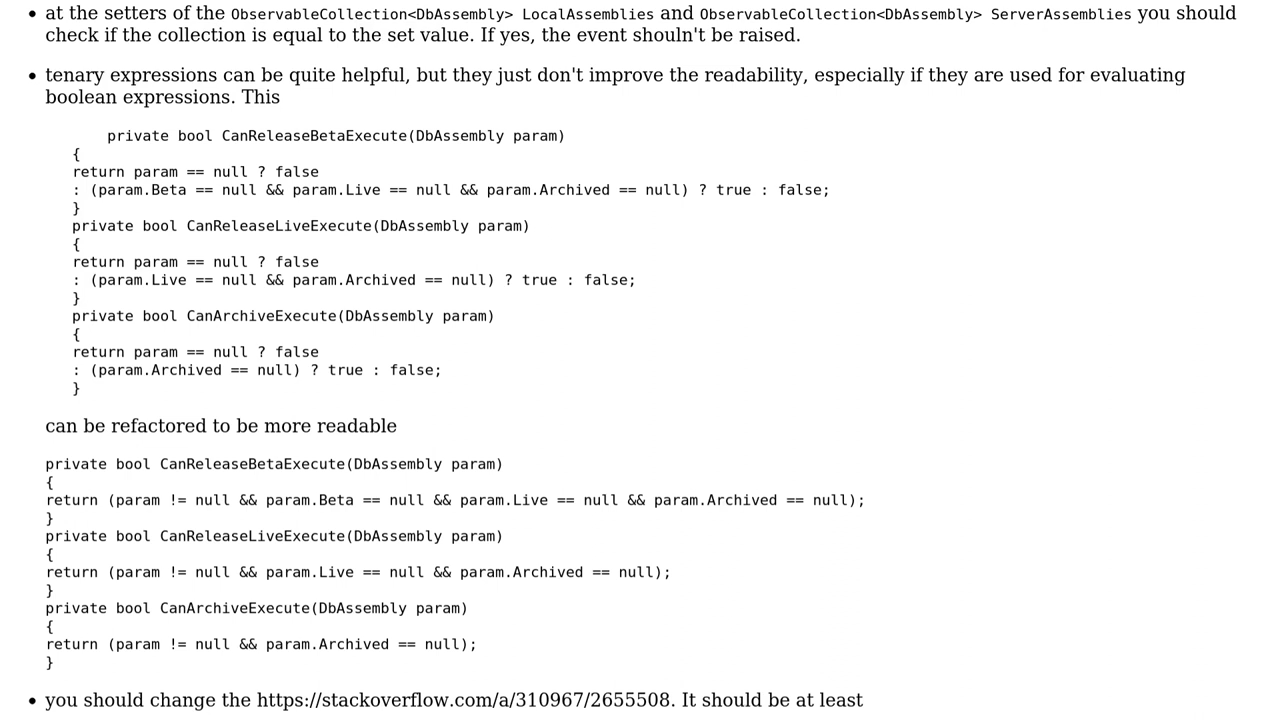 • at the setters of the ObservableCollection<DbAssembly> LocalAssemblies and ObservableCollection<DbAssembly> ServerAssemblies you should
check if the collection is equal to the set value. If yes, the event shouln't be raised.
• tenary expressions can be quite helpful, but they just don't improve the readability, especially if they are used for evaluating
boolean expressions. This
private bool CanReleaseBetaExecute(DbAssembly param)
{
return param == null ? false
: (param.Beta == null && param.Live == null && param.Archived == null) ? true : false;
}
private bool CanReleaseLiveExecute(DbAssembly param)
{
return param == null ? false
: (param.Live == null && param.Archived == null) ? true : false;
}
private bool CanArchiveExecute(DbAssembly param)
{
return param == null ? false
: (param.Archived == null) ? true : false;
}
can be refactored to be more readable
private bool CanReleaseBetaExecute(DbAssembly param)
{
return (param != null && param.Beta == null && param.Live == null && param.Archived == null);
}
private bool CanReleaseLiveExecute(DbAssembly param)
{
return (param != null && param.Live == null && param.Archived == null);
}
private bool CanArchiveExecute(DbAssembly param)
{
return (param != null && param.Archived == null);
}
• you should change the https://stackoverflow.com/a/310967/2655508. It should be at least